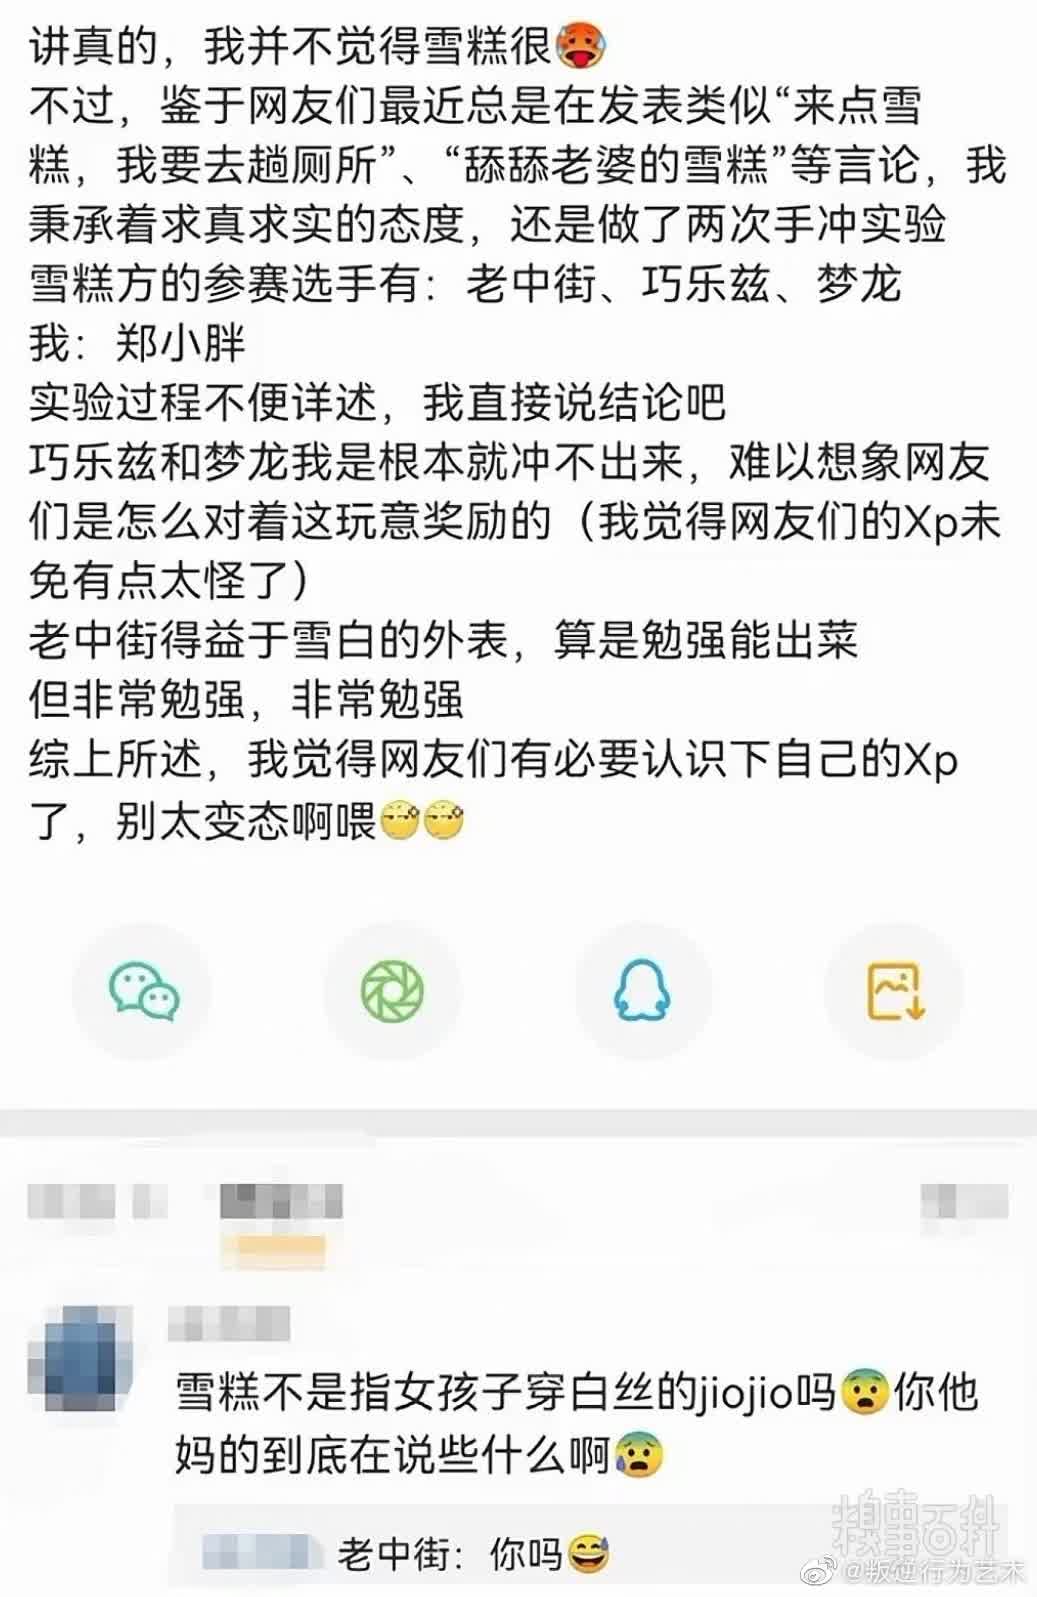 讲真的，我并不觉得雪糕很🥵
不过，鉴于网友们最近总是在发表类似“来点雪
糕，我要去趟厕所”、“舔舔老婆的雪糕”等言论，我
秉承着求真求实的态度，还是做了两次手冲实验
雪糕方的参赛选手有：老中街、巧乐兹、梦龙
我：郑小胖
实验过程不便详述，我直接说结论吧
巧乐兹和梦龙我是根本就冲不出来，难以想象网友
们是怎么对着这玩意奖励的（我觉得网友们的Xp未
免有点太怪了）
老中街得益于雪白的外表，算是勉强能出菜
但非常勉强，非常勉强
综上所述，我觉得网友们有必要认识下自己的Xp
了，别太变态啊喂
雪糕不是指女孩子穿白丝的jiojio吗😨你他
妈的到底在说些什么啊😰
老中街：你吗😅
糗事百科
@叛逆行为艺术